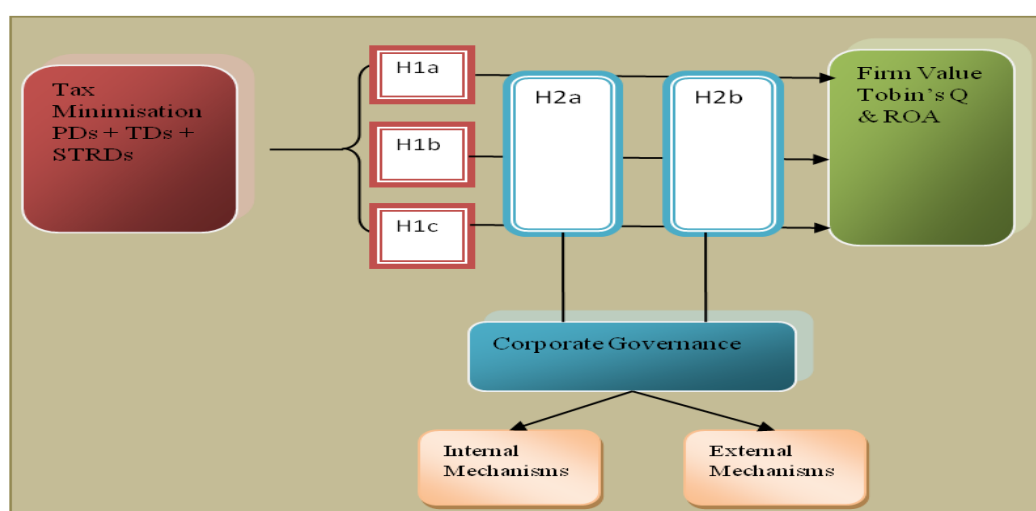 Tax
Minimisation
PDs + TDs +
STRDs
H1a
H1b
H1c
H2a
H2b
Firm Value
Tobin's Q
& ROA
Corporate Governance
Internal
Mechanisms
External
Mechanisms